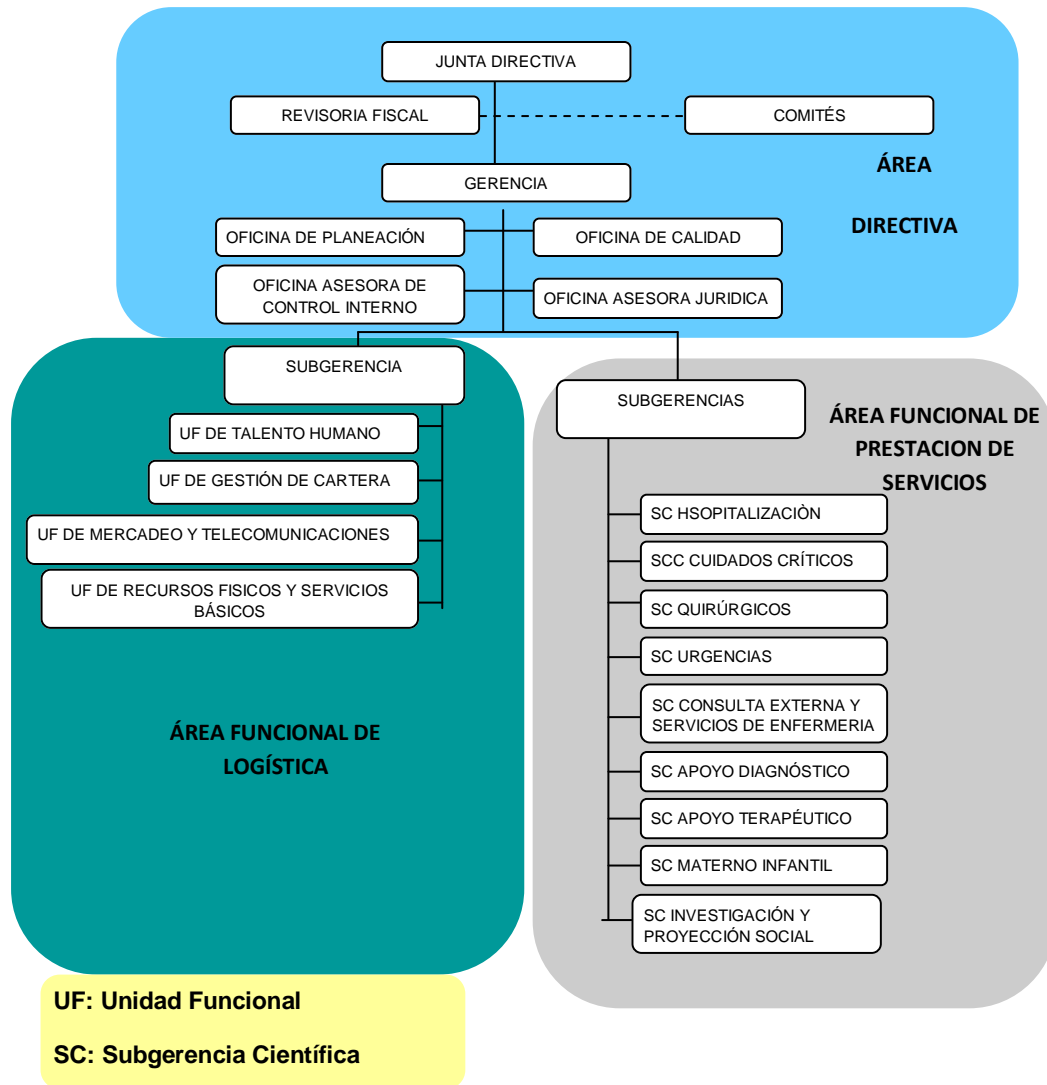 JUNTA DIRECTIVA
REVISORIA FISCAL
COMITÉS
ÁREA
DIRECTIVA
GERENCIA
OFICINA DE PLANEACIÓN
OFICINA DE CALIDAD
OFICINA ASESORA DE
CONTROL INTERNO
OFICINA ASESORA JURIDICA
SUBGERENCIA
UF DE TALENTO HUMANO
UF DE GESTIÓN DE CARTERA
UF DE MERCADEO Y TELECOMUNICACIONES
UF DE RECURSOS FISICOS Y SERVICIOS
BÁSICOS
ÁREA FUNCIONAL DE
LOGÍSTICA
SUBGERENCIAS
ÁREA FUNCIONAL DE
PRESTACION DE
SERVICIOS
SC HSOPITALIZACIÒN
SCC CUIDADOS CRÍTICOS
SC QUIRÚRGICOS
SC URGENCIAS
SC CONSULTA EXTERNA Y
SERVICIOS DE ENFERMERIA
SC APOYO DIAGNÓSTICO
SC APOYO TERAPÉUTICO
SC MATERNO INFANTIL
SC INVESTIGACIÓN Y
PROYECCIÓN SOCIAL
UF: Unidad Funcional
SC: Subgerencia Científica